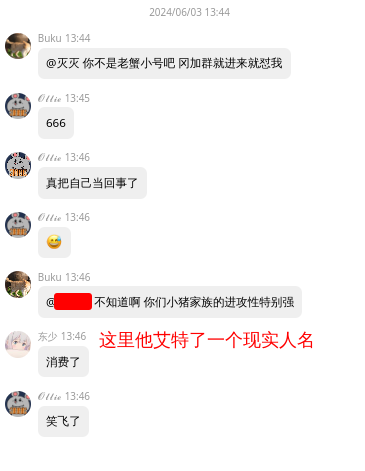 2024/06/03 13:44
Buku 13:44
@灭灭 你不是老蟹小号吧 冈加群就进来就怼我
𝒪𝓁𝓁𝒾ℯ 13:45
666
𝒪𝓁𝓁𝒾ℯ 13:46
真把自己当回事了
𝒪𝓁𝓁𝒾ℯ 13:46
😅
Buku 13:46
@ 不知道啊 你们小猪家族的进攻性特别强
东少 13:46
这里他艾特了一个现实人名
消费了
𝒪𝓁𝓁𝒾ℯ 13:46
笑飞了